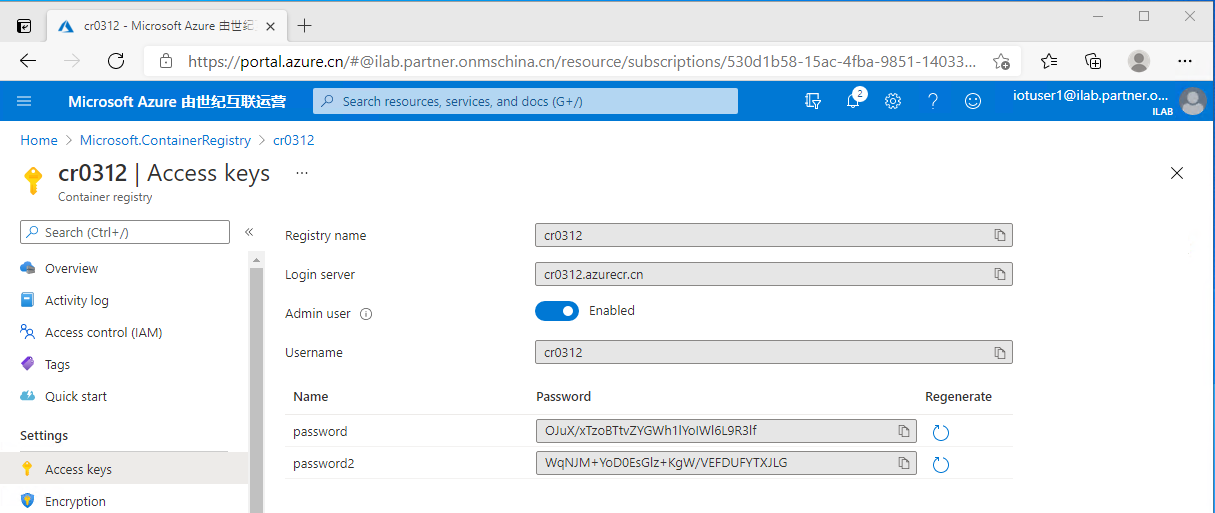 cr0312 - Microsoft Azure 由世纪
https://portal.azure.cn/#@ilab.partner.onmschina.cn/resource/subscriptions/530d1b58-15ac-4fba-9851-14033...
Microsoft Azure 由世纪互联运营
Search resources, services, and docs (G+/)
2
iotuser1@ilab.partner.o...
ILAB
Home > Microsoft.ContainerRegistry > cr0312
cr0312 | Access keys ...
Container registry
Search (Ctrl+/)
«
Overview
Activity log
Access control (IAM)
Tags
Quick start
Settings
Access keys
Encryption
Registry name
cr0312
Login server
cr0312.azurecr.cn
Admin user
Enabled
Username
cr0312
Name Password Regenerate
password OJuX/xTzoBTtvZYGWh1lYoIWl6L9R3lf
password2 WqNJM+YoD0EsGlz+KgW/VEFDUFYTXJLG